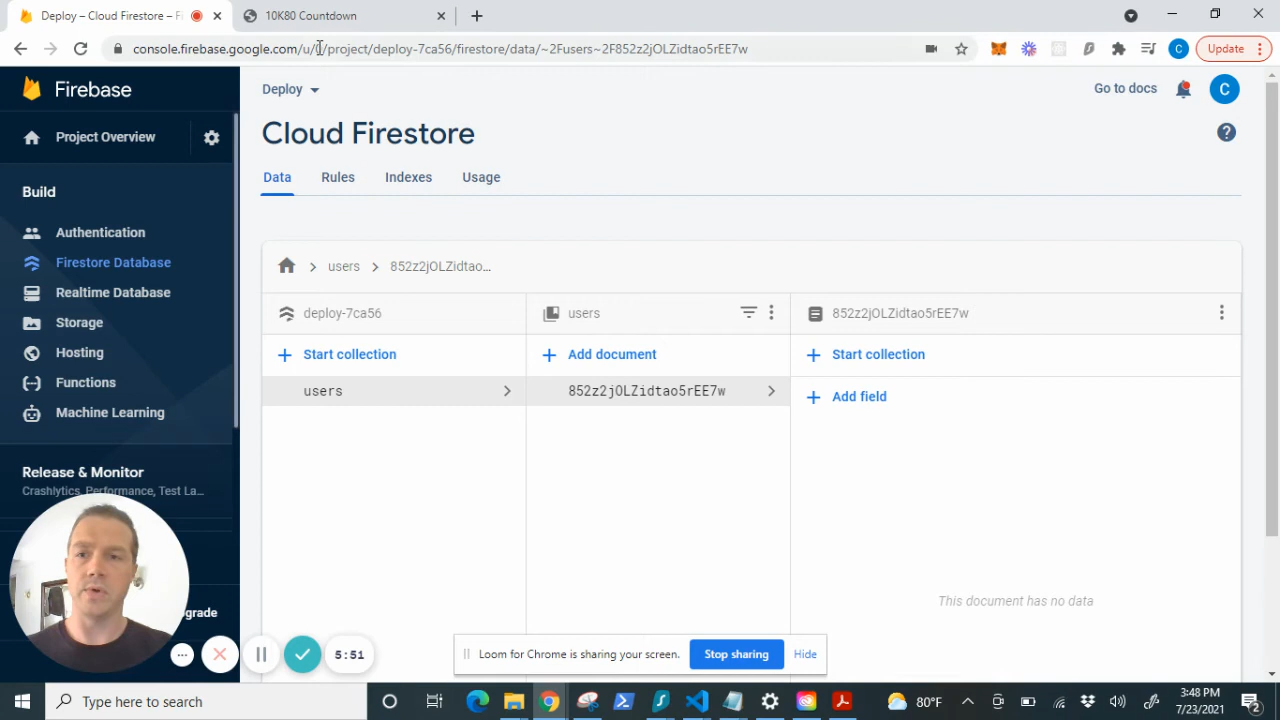 Deploy – Cloud Firestore – Fi
10K80 Countdown
console.firebase.google.com/u/0/project/deploy-7ca56/firestore/data/~2Fusers~2F852z2jOLZidtao5rEE7w
C
Update
Firebase
Deploy
Go to docs
C
Project Overview
Cloud Firestore
Data
Rules
Indexes
Usage
Build
Authentication
Firestore Database
Realtime Database
Storage
Hosting
Functions
Machine Learning
users
852z2jOLZidtao...
deploy-7ca56
users
852z2jOLZidtao5rEE7w
Start collection
Add document
Start collection
users
852z2jOLZidtao5rEE7w
Add field
This document has no data
Release & Monitor
Crashlytics, Performance, Test La...
grade
5:51
Loom for Chrome is sharing your screen.
Stop sharing
Hide
Type here to search
80°F
3:48 PM
7/23/2021
2